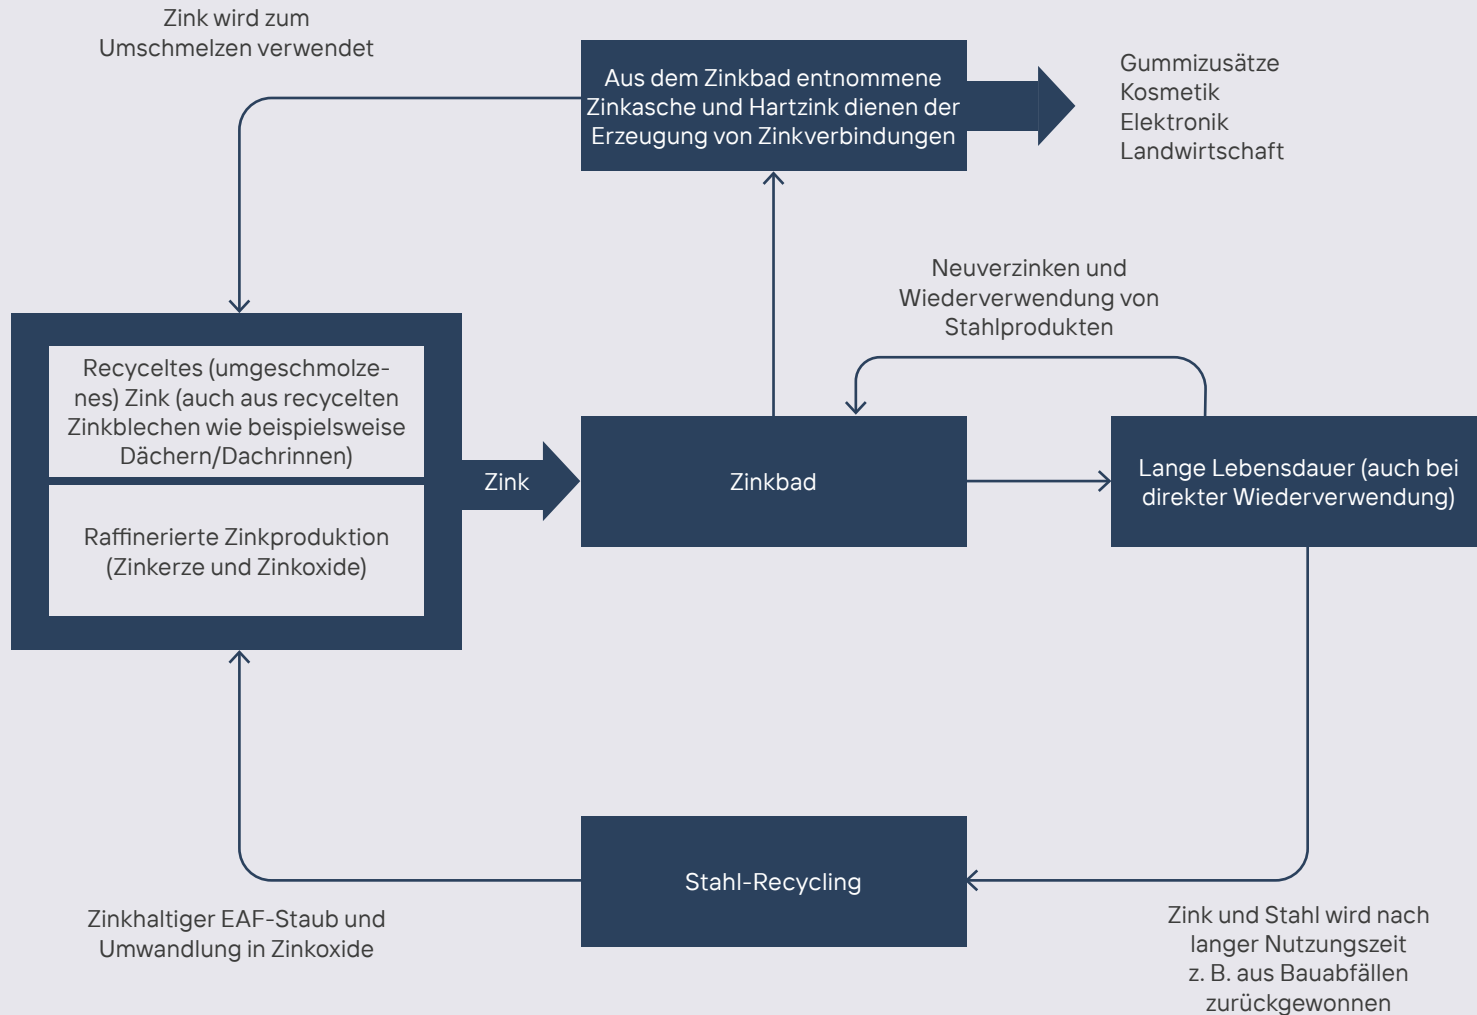 Zink wird zum
Umschmelzen verwendet
Aus dem Zinkbad entnommene
Zinkasche und Hartzink dienen der
Erzeugung von Zinkverbindungen
Gummizusätze
Kosmetik
Elektronik
Landwirtschaft
Neuverzinken und
Wiederverwendung von
Stahlprodukten
Recyceltes (umgeschmolze-
nes) Zink (auch aus recycelten
Zinkblechen wie beispielsweise
Dächern/Dachrinnen)
Raffinierte Zinkproduktion
(Zinkerze und Zinkoxide)
Zink
Zinkbad
Lange Lebensdauer (auch bei
direkter Wiederverwendung)
Stahl-Recycling
Zinkhaltiger EAF-Staub und
Umwandlung in Zinkoxide
Zink und Stahl wird nach
langer Nutzungszeit
z. B. aus Bauabfällen
zurückgewonnen